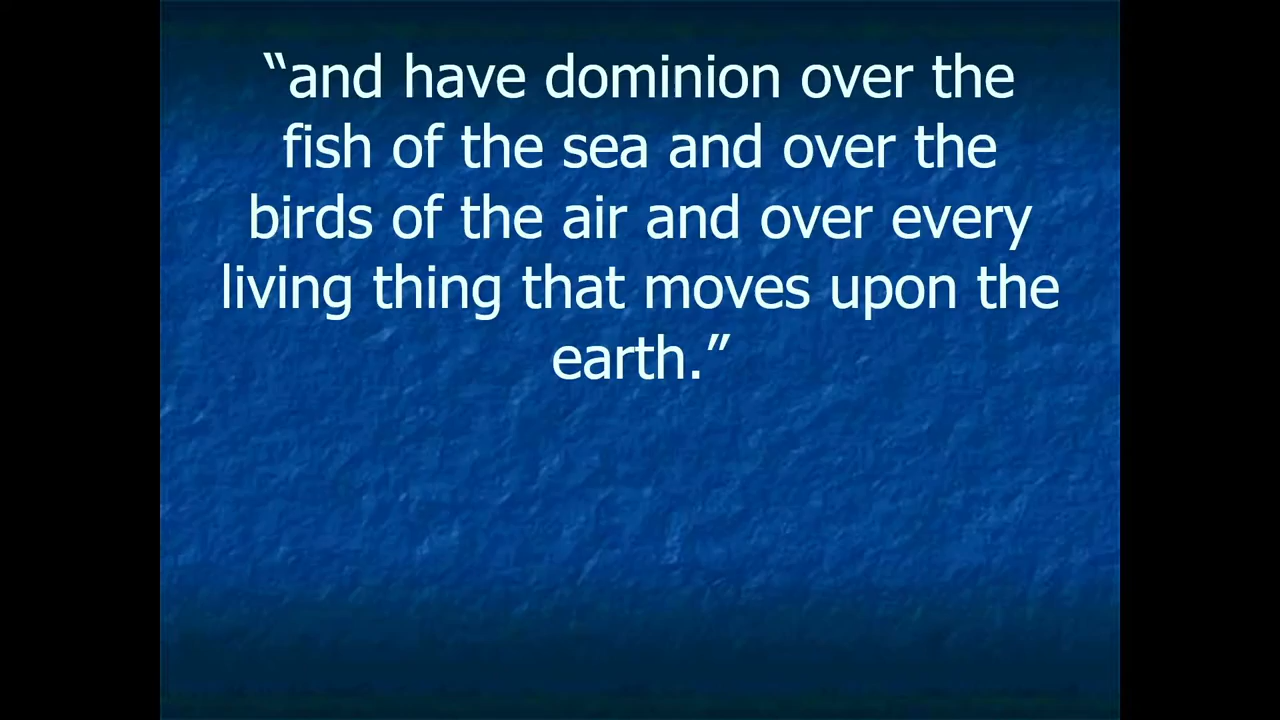 “and have dominion over the
fish of the sea and over the
birds of the air and over every
living thing that moves upon the
earth.”